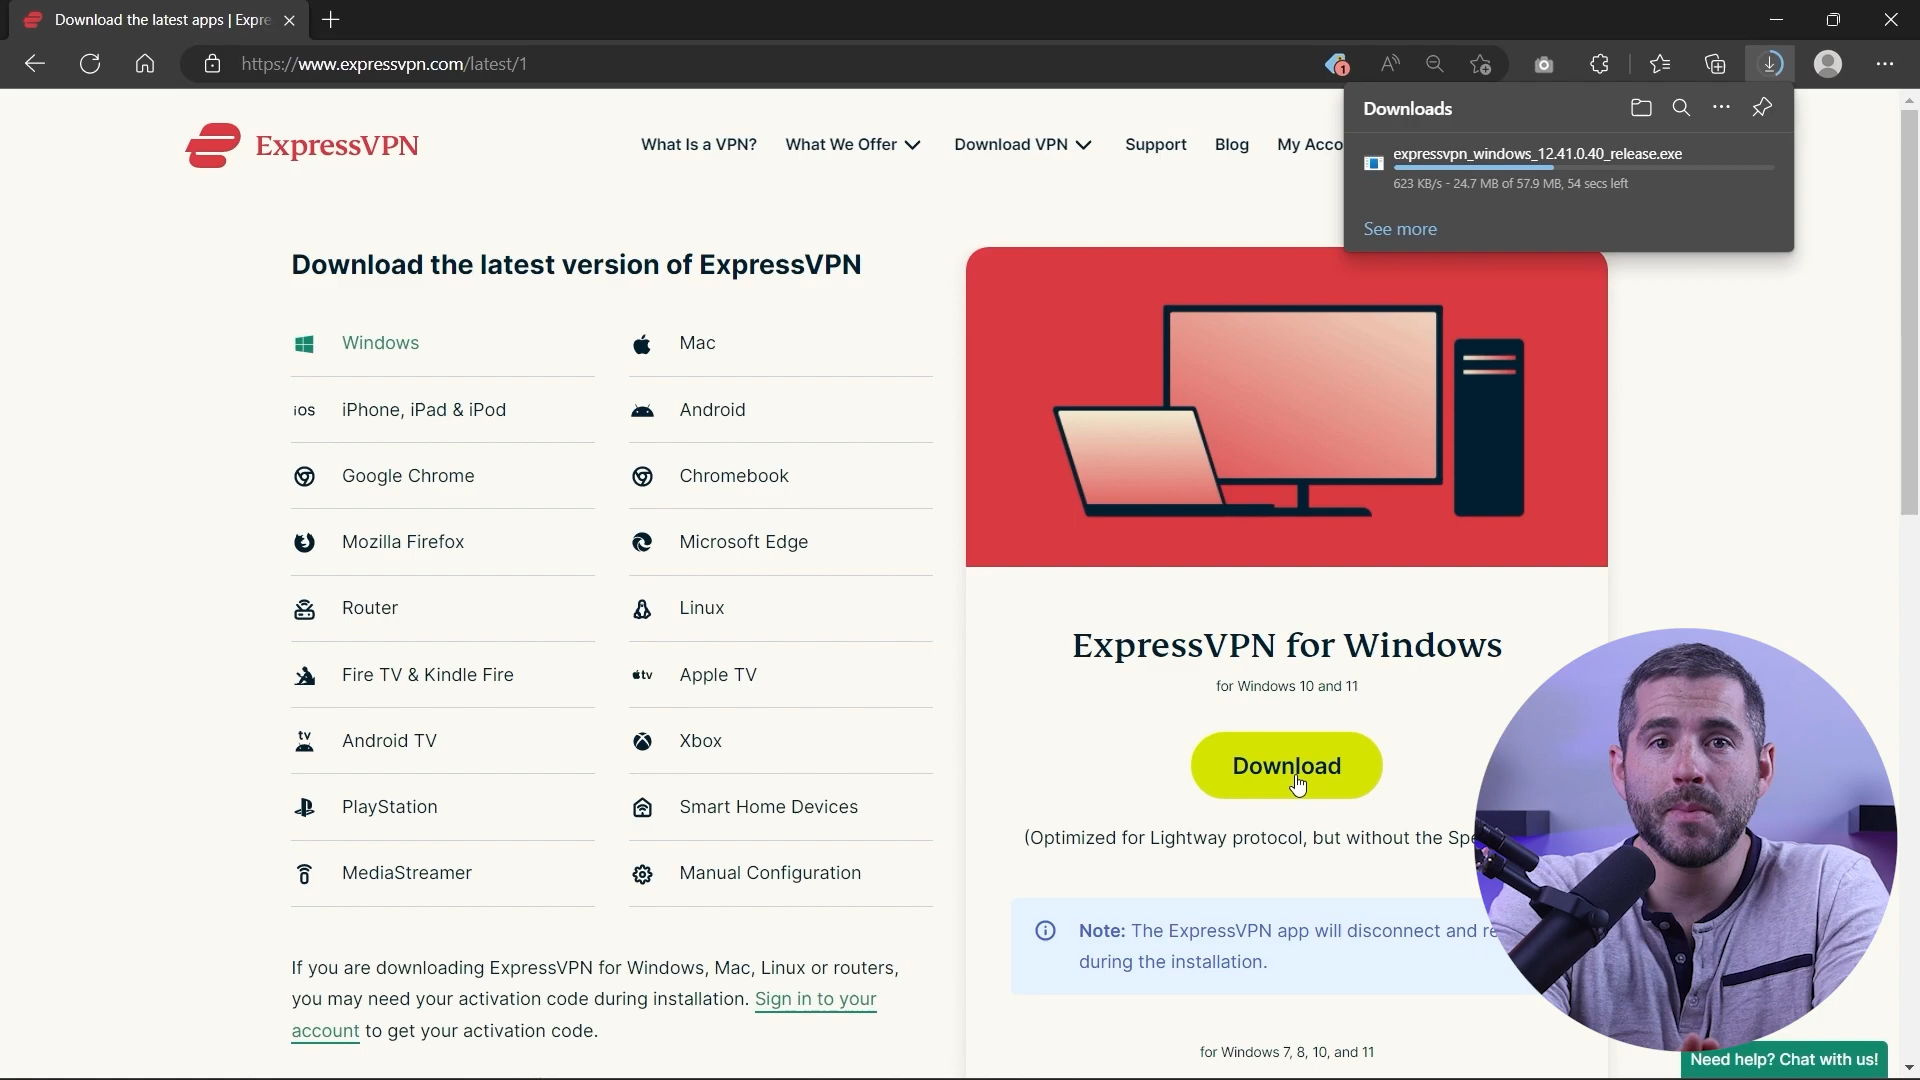 Download the latest apps | Expre
https://www.expressvpn.com/latest/1
1
ExpressVPN
What Is a VPN?
What We Offer
Download VPN
Support
Blog
My Acco
Downloads
expressvpn_windows_12.41.0.40_release.exe
623 KB/s - 24.7 MB of 57.9 MB, 54 secs left
See more
Download the latest version of ExpressVPN
Windows
Mac
iOS iPhone, iPad & iPod
Android
Google Chrome
Chromebook
Mozilla Firefox
Microsoft Edge
Router
Linux
Fire TV & Kindle Fire
tv Apple TV
tv Android TV
Xbox
PlayStation
Smart Home Devices
MediaStreamer
Manual Configuration
If you are downloading ExpressVPN for Windows, Mac, Linux or routers,
you may need your activation code during installation. Sign in to your
account to get your activation code.
ExpressVPN for Windows
for Windows 10 and 11
Download
(Optimized for Lightway protocol, but without the Spe
Note: The ExpressVPN app will disconnect and re
during the installation.
for Windows 7, 8, 10, and 11
Need help? Chat with us!